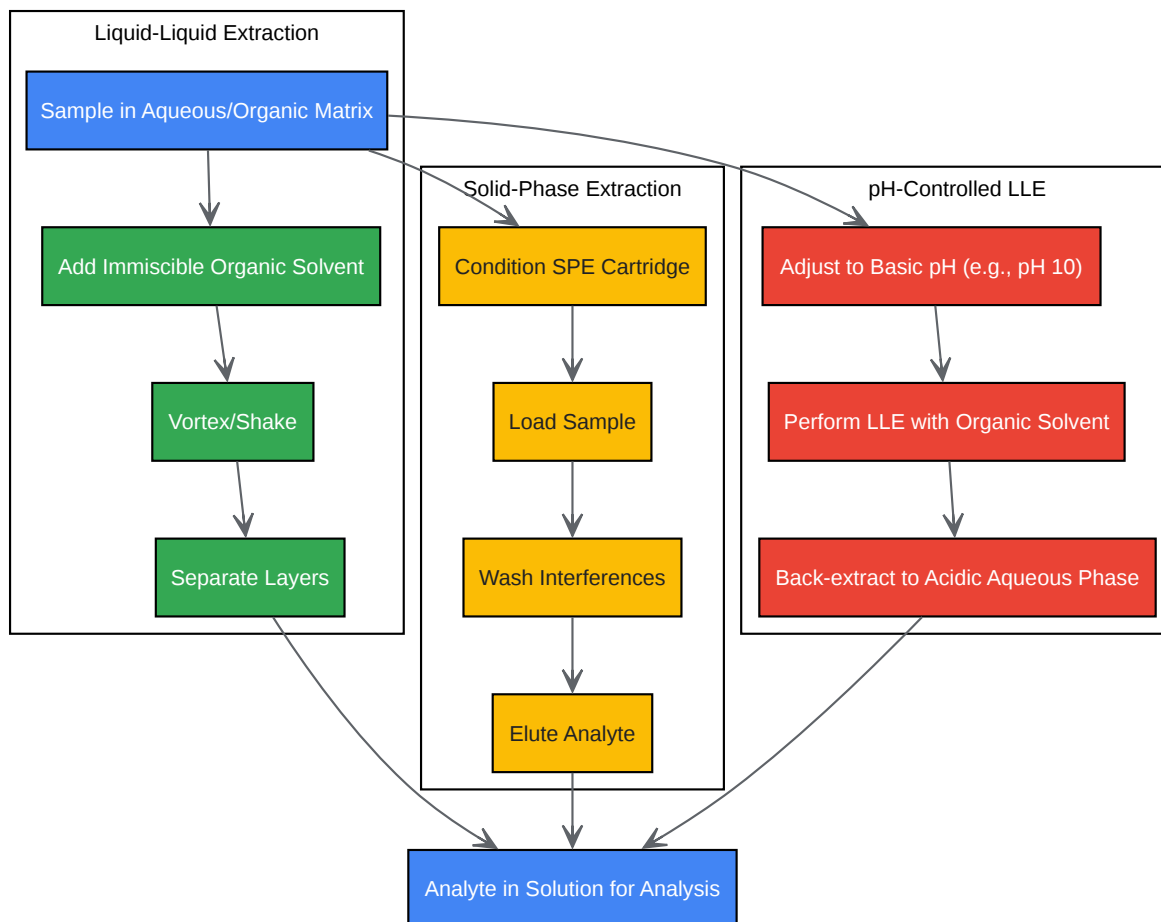 Liquid-Liquid Extraction
Sample in Aqueous/Organic Matrix
Add Immiscible Organic Solvent
Vortex/Shake
Separate Layers
Solid-Phase Extraction
Condition SPE Cartridge
Load Sample
Wash Interferences
Elute Analyte
pH-Controlled LLE
Adjust to Basic pH (e.g., pH 10)
Perform LLE with Organic Solvent
Back-extract to Acidic Aqueous Phase
Analyte in Solution for Analysis